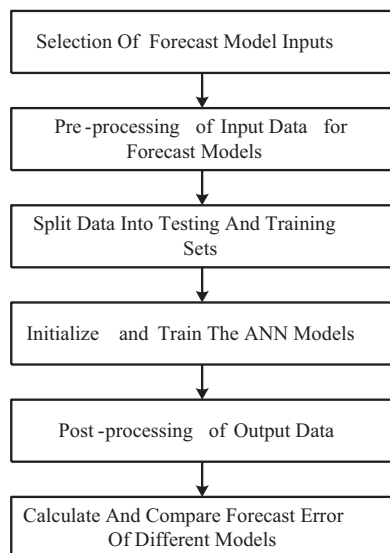 Selection Of Forecast Model Inputs
Pre-processing of Input Data for
Forecast Models
Split Data Into Testing And Training
Sets
Initialize and Train The ANN Models
Post-processing of Output Data
Calculate And Compare Forecast Error
Of Different Models